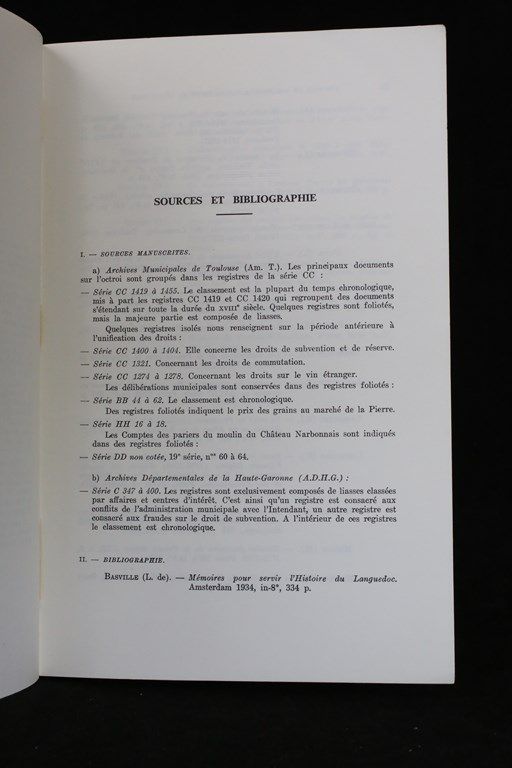 SOURCES ET BIBLIOGRAPHIE
I. — SOURCES MANUSCRITES.
a) Archives Municipales de Toulouse (Am. T.). Les principaux documents
sur l'octroi sont groupés dans les registres de la série CC :
— Série CC 1419 à 1455. Le classement est la plupart du temps chronologique,
mis à part les registres CC 1419 et CC 1420 qui regroupent des documents
s'étendant sur toute la durée du XVIIIe siècle. Quelques registres sont foliotés,
mais la majeure partie est composée de liasses.
Quelques registres isolés nous renseignent sur la période antérieure à
l'unification des droits :
— Série CC 1400 à 1404. Elle concerne les droits de subvention et de réserve.
— Série CC 1321. Concernant les droits de commutation.
— Série CC 1274 à 1278. Concernant les droits sur le vin étranger.
Les délibérations municipales sont conservées dans des registres foliotés :
— Série BB 44 à 62. Le classement est chronologique.
Des registres foliotés indiquent le prix des grains au marché de la Pierre.
— Série HH 16 à 18.
Les Comptes des pariers du moulin du Château Narbonnais sont indiqués
dans des registres foliotés :
— Série DD non cotée, 19e série, nos 60 à 64.
b) Archives Départementales de la Haute-Garonne (A.D.H.G.) :
— Série C 347 à 400. Les registres sont exclusivement composés de liasses classées
par affaires et centres d'intérêt. C'est ainsi qu'un registre est consacré aux
conflits de l'administration municipale avec l'Intendant, un autre registre est
consacré aux fraudes sur le droit de subvention. A l'intérieur de ces registres
le classement est chronologique.
II. — BIBLIOGRAPHIE.
BASVILLE (L. de). — Mémoires pour servir l'Histoire du Languedoc.
Amsterdam 1934, in-8°, 334 p.